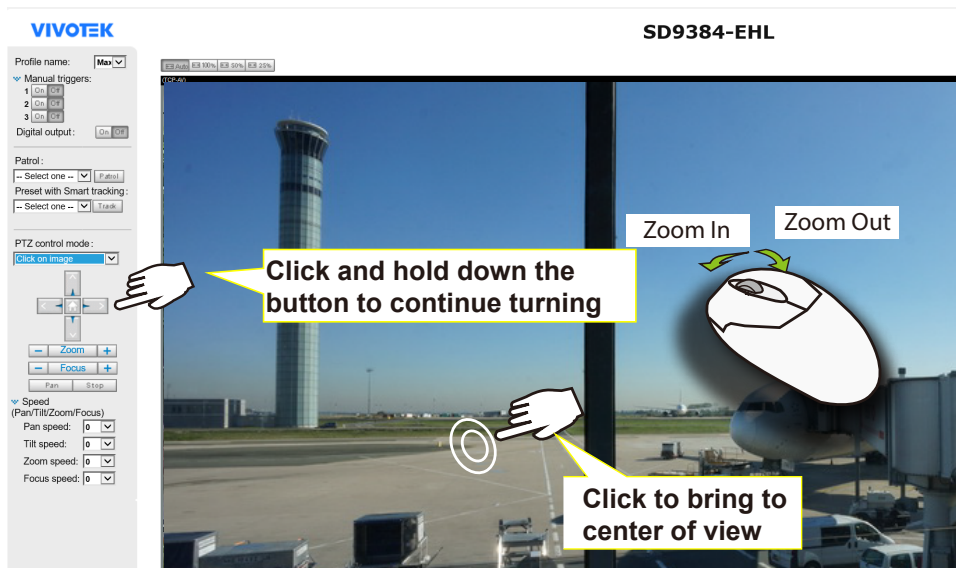 VIVOTEK
SD9384-EHL
Profile name: Max
Manual triggers:
1 On Off
2 On Off
3 On Off
Digital output: On Off
Patrol:
-- Select one -- Patrol
Preset with Smart tracking:
-- Select one -- Track
PTZ control mode:
Click on image
− Zoom +
− Focus +
Pan Stop
Speed
(Pan/Tilt/Zoom/Focus)
Pan speed: 0
Tilt speed: 0
Zoom speed: 0
Focus speed: 0
Auto 100% 50% 25%
(TCP-AV)
Zoom In
Zoom Out
Click and hold down the
button to continue turning
Click to bring to
center of view